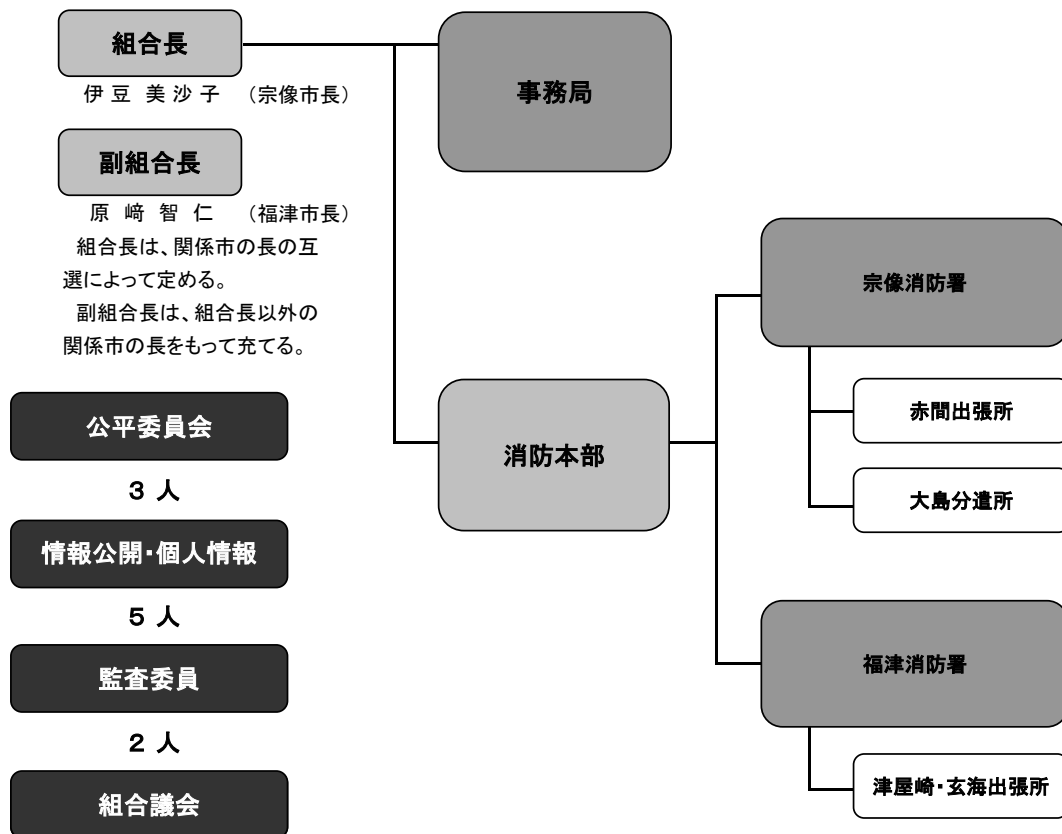 組合長
伊豆 美沙子 (宗像市長)
副組合長
原﨑智仁 (福津市長)
組合長は、関係市の長の互
選によって定める。
副組合長は、組合長以外の
関係市の長をもって充てる。
公平委員会
3 人
情報公開・個人情報
5 人
監査委員
2 人
組合議会
事務局
消防本部
宗像消防署
赤間出張所
大島分遣所
福津消防署
津屋崎・玄海出張所